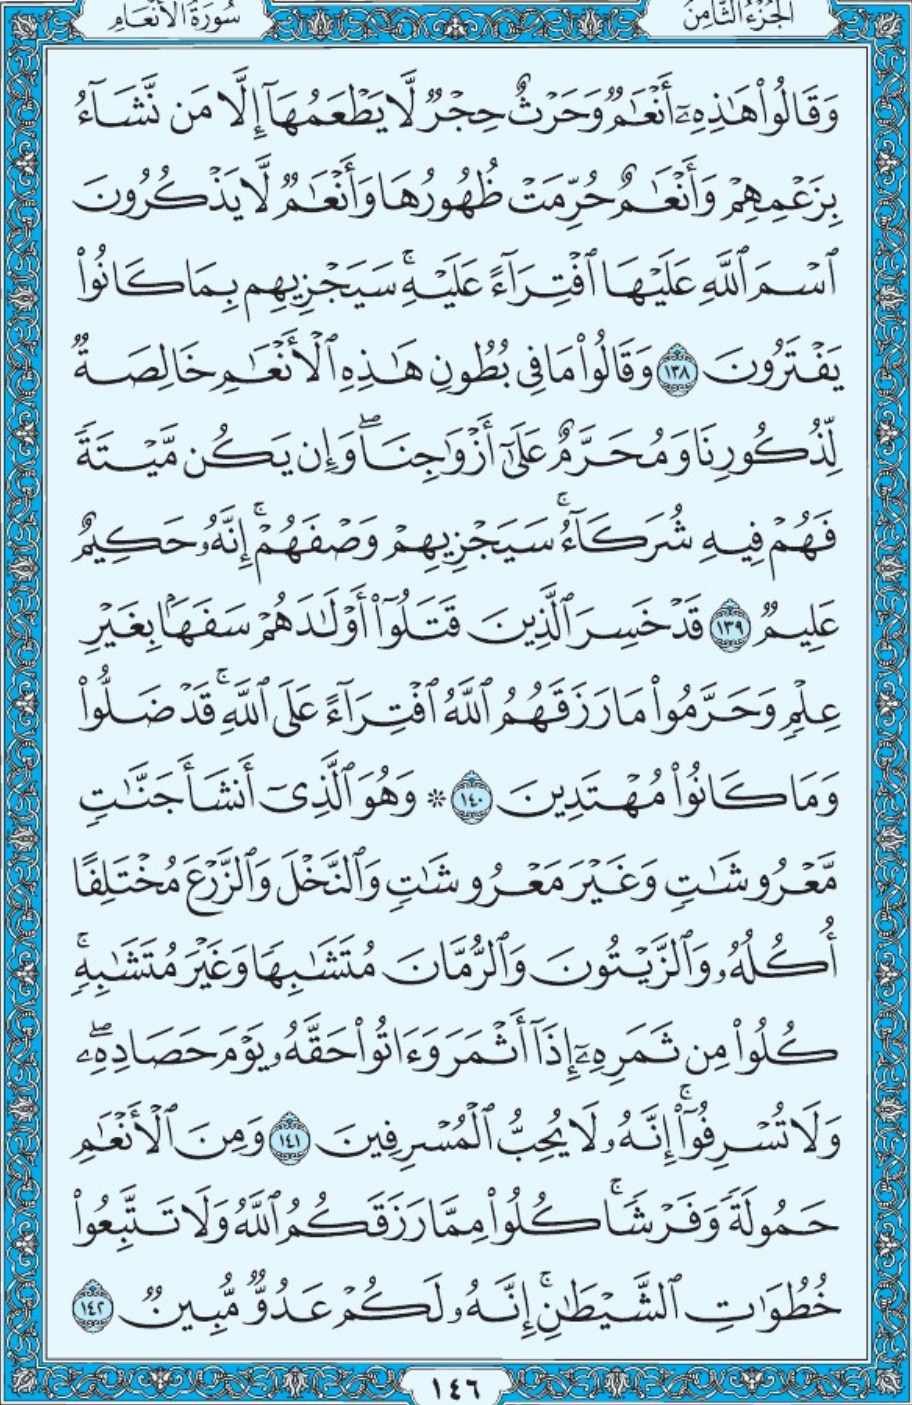 الجُزْءُ الثَّامِنُ
سُورَةُ الأَنْعَامِ
وَقَالُواْ هَٰذِهِۦٓ أَنْعَٰمٌ وَحَرْثٌ حِجْرٌ لَّا يَطْعَمُهَآ إِلَّا مَن نَّشَآءُ
بِزَعْمِهِمْ وَأَنْعَٰمٌ حُرِّمَتْ ظُهُورُهَا وَأَنْعَٰمٌ لَّا يَذْكُرُونَ
ٱسْمَ ٱللَّهِ عَلَيْهَا ٱفْتِرَآءً عَلَيْهِۚ سَيَجْزِيهِم بِمَا كَانُواْ
يَفْتَرُونَ ١٣٨ وَقَالُواْ مَا فِي بُطُونِ هَٰذِهِ ٱلْأَنْعَٰمِ خَالِصَةٌ
لِّذُكُورِنَا وَمُحَرَّمٌ عَلَىٰٓ أَزْوَٰجِنَاۖ وَإِن يَكُن مَّيْتَةً
فَهُمْ فِيهِ شُرَكَآءُۚ سَيَجْزِيهِمْ وَصْفَهُمْۚ إِنَّهُۥ حَكِيمٌ
عَلِيمٌ ١٣٩ قَدْ خَسِرَ ٱلَّذِينَ قَتَلُوٓاْ أَوْلَٰدَهُمْ سَفَهَۢا بِغَيْرِ
عِلْمٍ وَحَرَّمُواْ مَا رَزَقَهُمُ ٱللَّهُ ٱفْتِرَآءً عَلَى ٱللَّهِۚ قَدْ ضَلُّواْ
وَمَا كَانُواْ مُهْتَدِينَ ١٤٠ * وَهُوَ ٱلَّذِىٓ أَنشَأَ جَنَّٰتٍ
مَّعْرُوشَٰتٍ وَغَيْرَ مَعْرُوشَٰتٍ وَٱلنَّخْلَ وَٱلزَّرْعَ مُخْتَلِفًا
أُكُلُهُۥ وَٱلزَّيْتُونَ وَٱلرُّمَّانَ مُتَشَٰبِهًا وَغَيْرَ مُتَشَٰبِهٍۚ
كُلُواْ مِن ثَمَرِهِۦٓ إِذَآ أَثْمَرَ وَءَاتُواْ حَقَّهُۥ يَوْمَ حَصَادِهِۦۖ
وَلَا تُسْرِفُوٓاْۚ إِنَّهُۥ لَا يُحِبُّ ٱلْمُسْرِفِينَ ١٤١ وَمِنَ ٱلْأَنْعَٰمِ
حَمُولَةً وَفَرْشًاۚ كُلُواْ مِمَّا رَزَقَكُمُ ٱللَّهُ وَلَا تَتَّبِعُواْ
خُطُوَٰتِ ٱلشَّيْطَٰنِۚ إِنَّهُۥ لَكُمْ عَدُوٌّ مُّبِينٌ ١٤٢
١٤٦